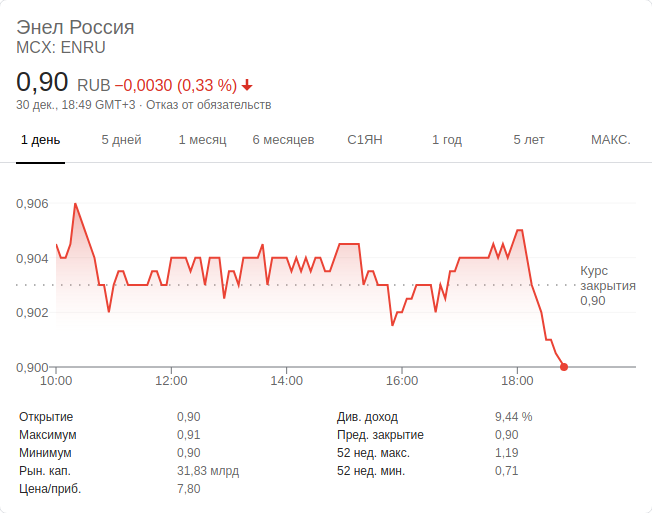 Энел Россия
MCX: ENRU
0,90 RUB −0,0030 (0,33 %)
30 дек., 18:49 GMT+3 · Отказ от обязательств
1 день 5 дней 1 месяц 6 месяцев С1ЯН 1 год 5 лет МАКС.
0,906
0,904
Курс
закрытия
0,90
0,902
0,900
10:00 12:00 14:00 16:00 18:00
Открытие 0,90 Див. доход 9,44 %
Максимум 0,91 Пред. закрытие 0,90
Минимум 0,90 52 нед. макс. 1,19
Рын. кап. 31,83 млрд 52 нед. мин. 0,71
Цена/приб. 7,80